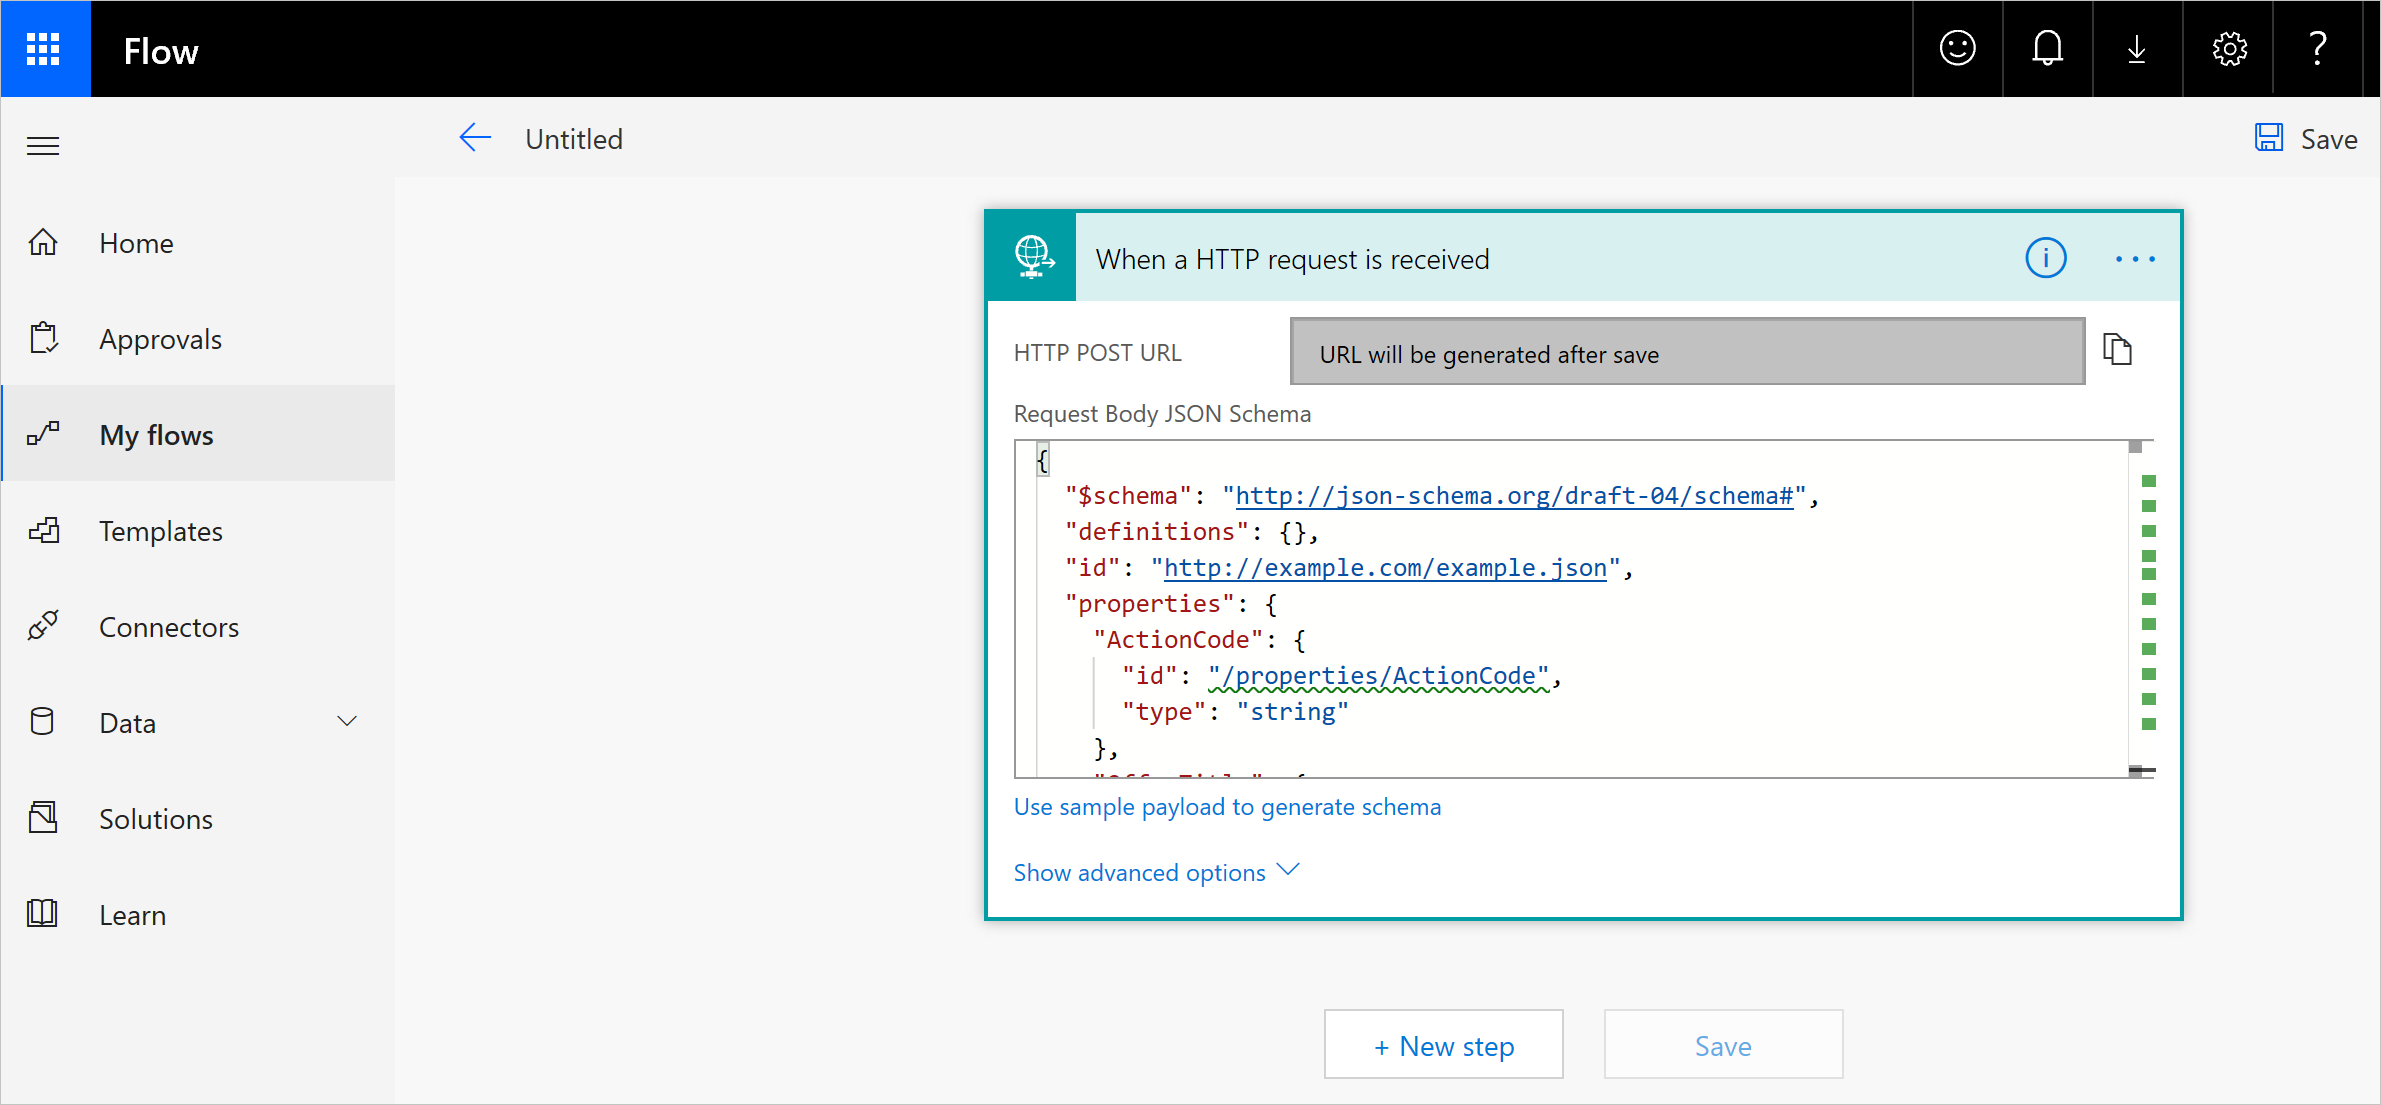 Flow
Untitled
Save
Home
Approvals
My flows
Templates
Connectors
Data
Solutions
Learn
When a HTTP request is received
HTTP POST URL
URL will be generated after save
Request Body JSON Schema
{
"$schema": "http://json-schema.org/draft-04/schema#",
"definitions": {},
"id": "http://example.com/example.json",
"properties": {
"ActionCode": {
"id": "/properties/ActionCode",
"type": "string"
},
Use sample payload to generate schema
Show advanced options
+ New step
Save